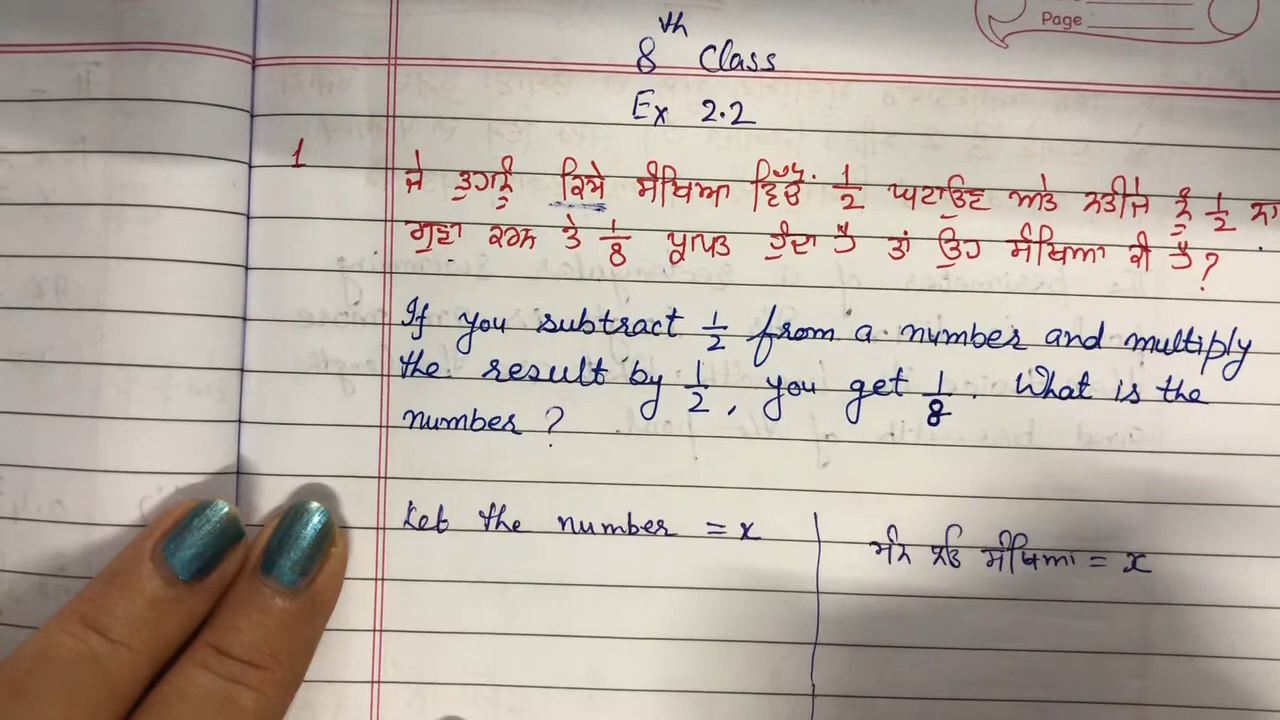 Page
8th Class
Ex 2.2
1 ਜੇ ਤੁਹਾਨੂੰ ਕਿਸੇ ਸੰਖਿਆ ਵਿੱਚੋਂ 1/2 ਘਟਾਉਣ ਅਤੇ ਨਤੀਜੇ ਨੂੰ 1/2 ਨਾ
ਗੁਣਾ ਕਰਨ ਤੇ 1/8 ਪ੍ਰਾਪਤ ਹੁੰਦਾ ਹੈ ਤਾਂ ਉਹ ਸੰਖਿਆ ਕੀ ਹੈ?
If you subtract 1/2 from a number and multiply
the result by 1/2, you get 1/8. What is the
number?
Let the number = x
ਮੰਨ ਲਓ ਸੰਖਿਆ = x